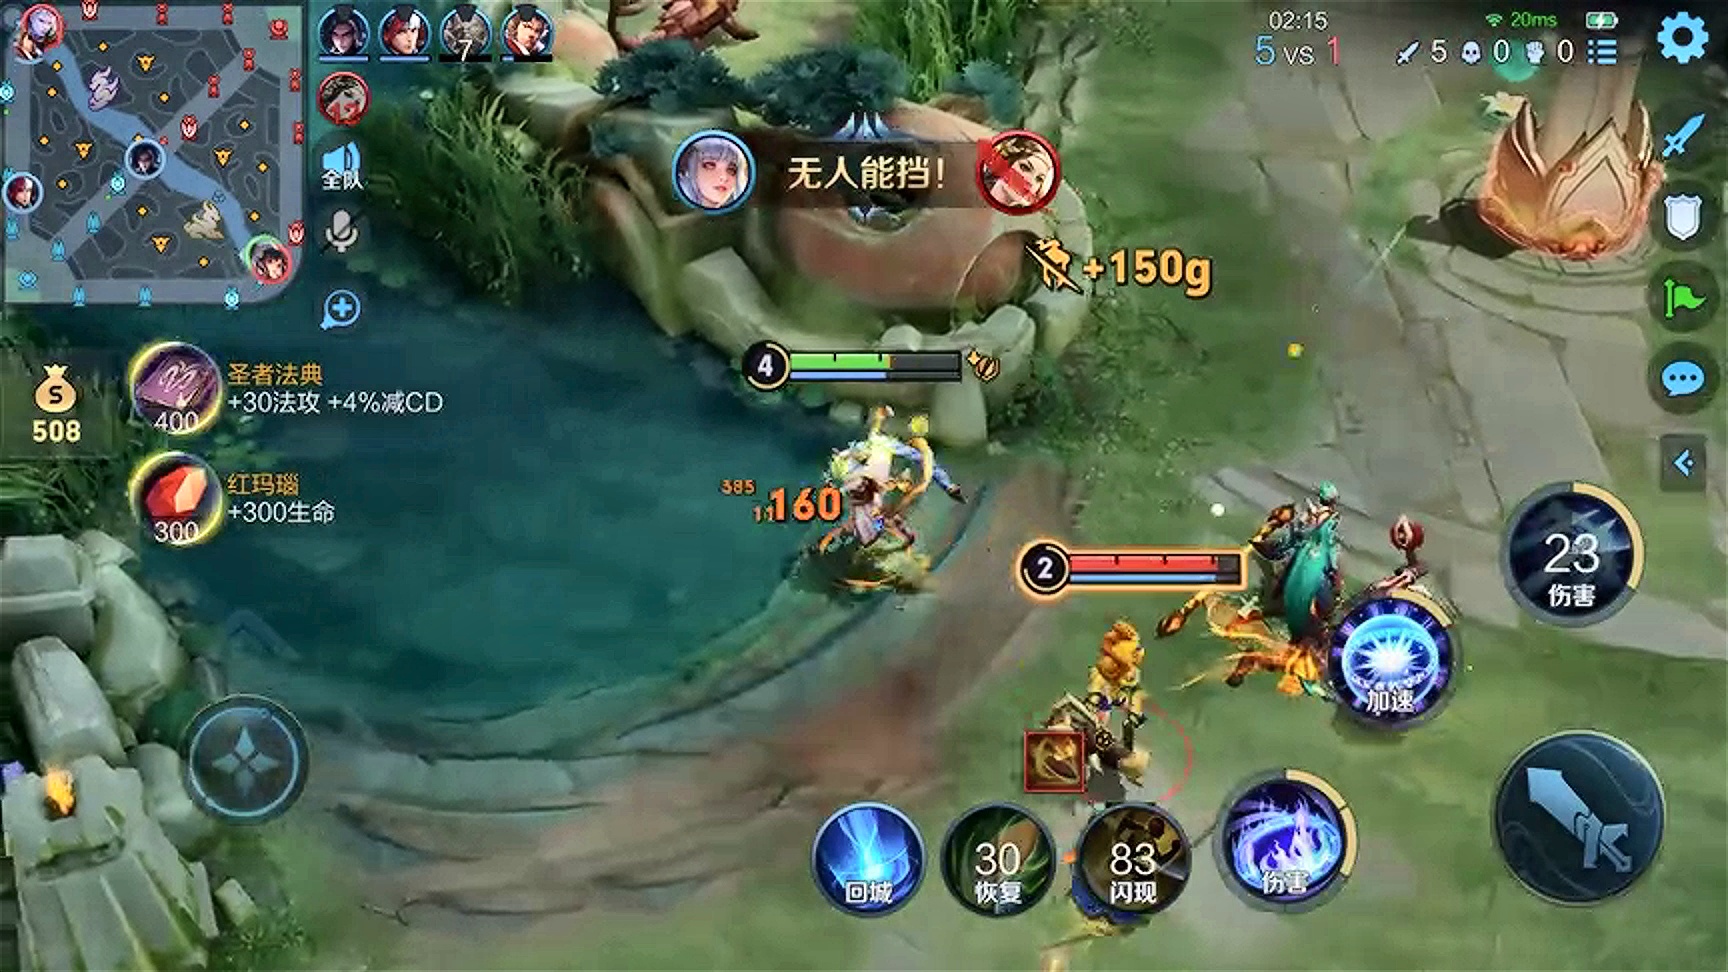 02:15
20ms
5 vs 1
5 0 0
7
12
全队
无人能挡！
+150g
4
508
400
圣者法典
+30法攻 +4%减CD
300
红玛瑙
+300生命
385
160
2
23
伤害
加速
回城
30
恢复
83
闪现
伤害